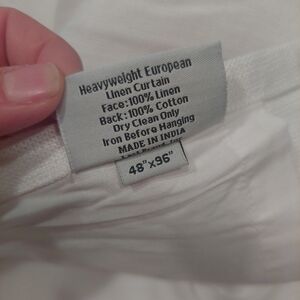 Heavyweight European
Linen Curtain
Face:100% Linen
Back:100% Cotton
Dry Clean Only
Iron Before Hanging
MADE IN INDIA
48"x96"